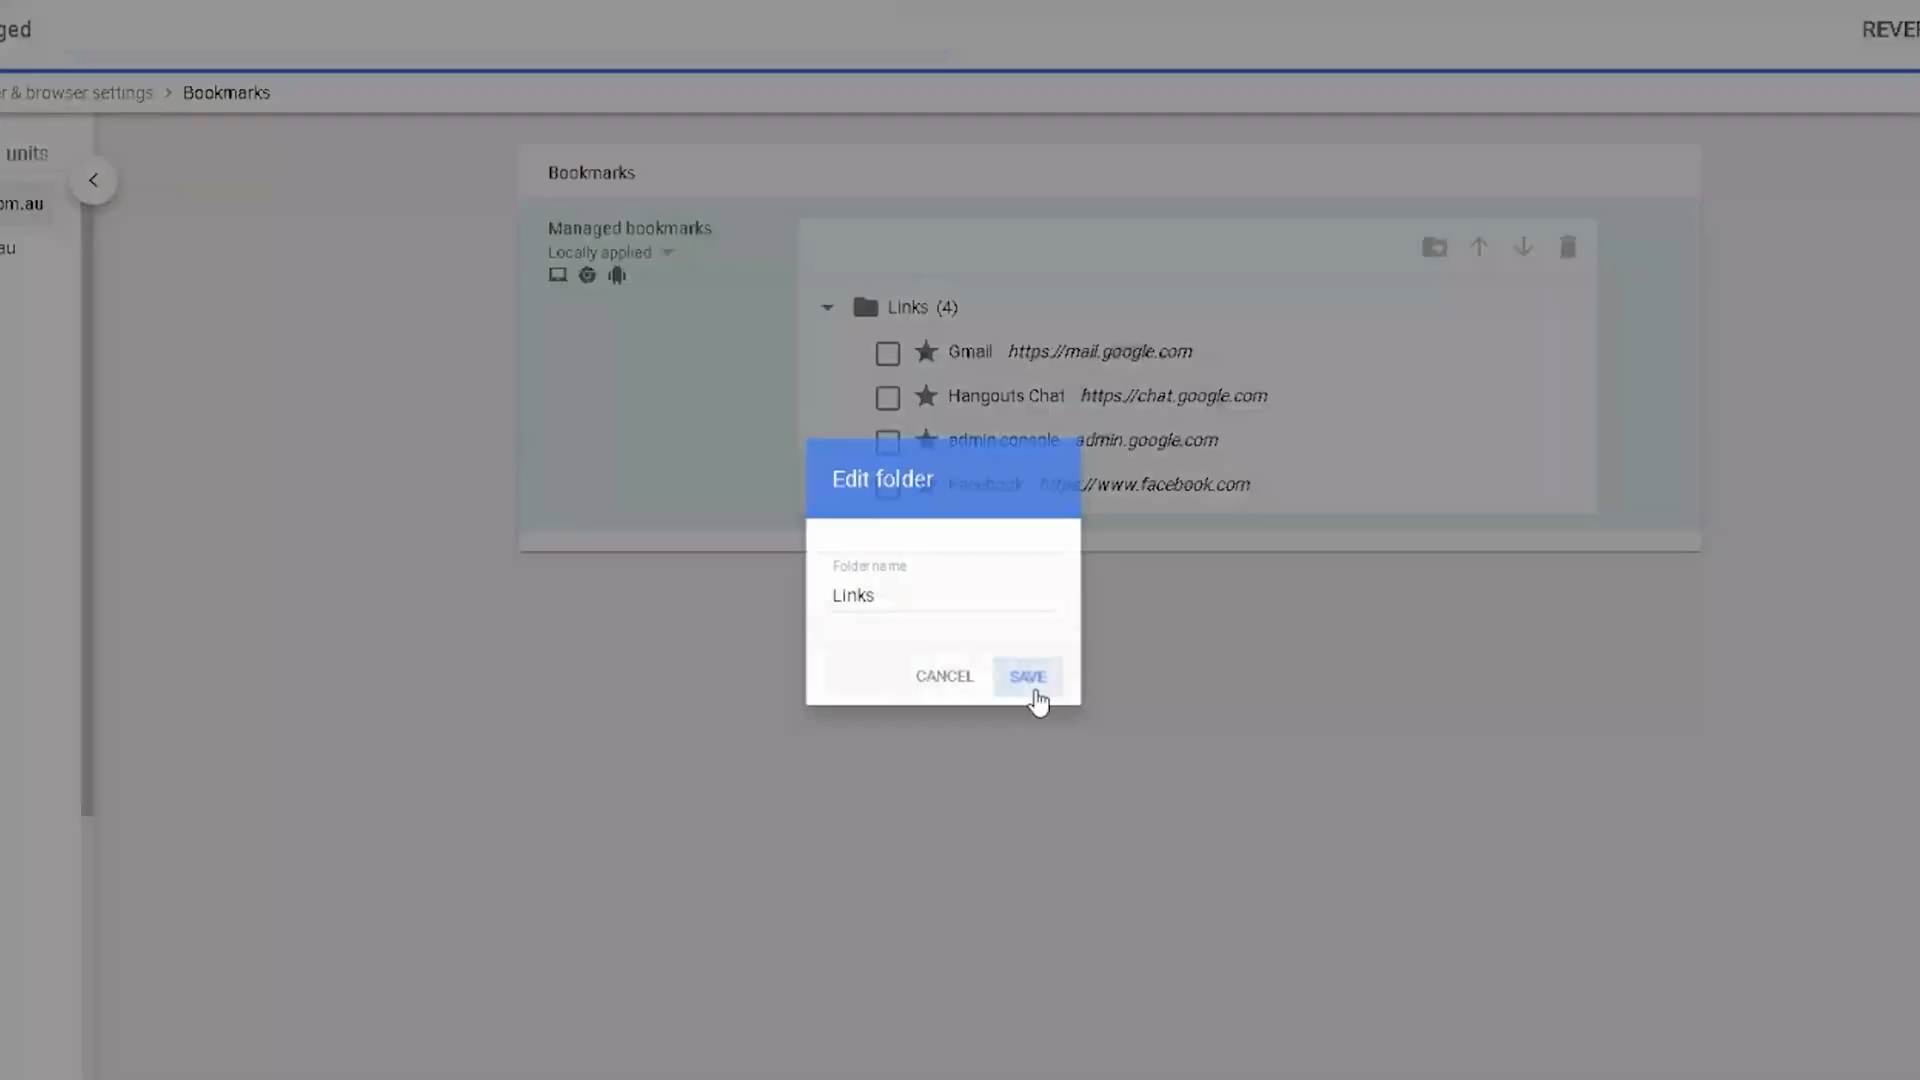 ged
REVER
r & browser settings > Bookmarks
units
om.au
au
Bookmarks
Managed bookmarks
Locally applied
Links (4)
Gmail https://mail.google.com
Hangouts Chat https://chat.google.com
admin console admin.google.com
Facebook https://www.facebook.com
Edit folder
Folder name
Links
CANCEL SAVE